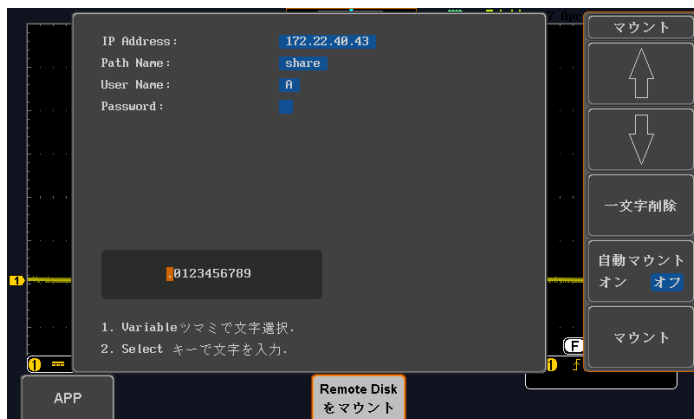 マウント
IP Address:
172.22.40.43
Path Name:
share
User Name:
A
Password:
.0123456789
1. Variableツマミで文字選択.
2. Select キーで文字を入力.
一文字削除
自動マウント
オン オフ
マウント
1
1
F
1
APP
Remote Disk
をマウント